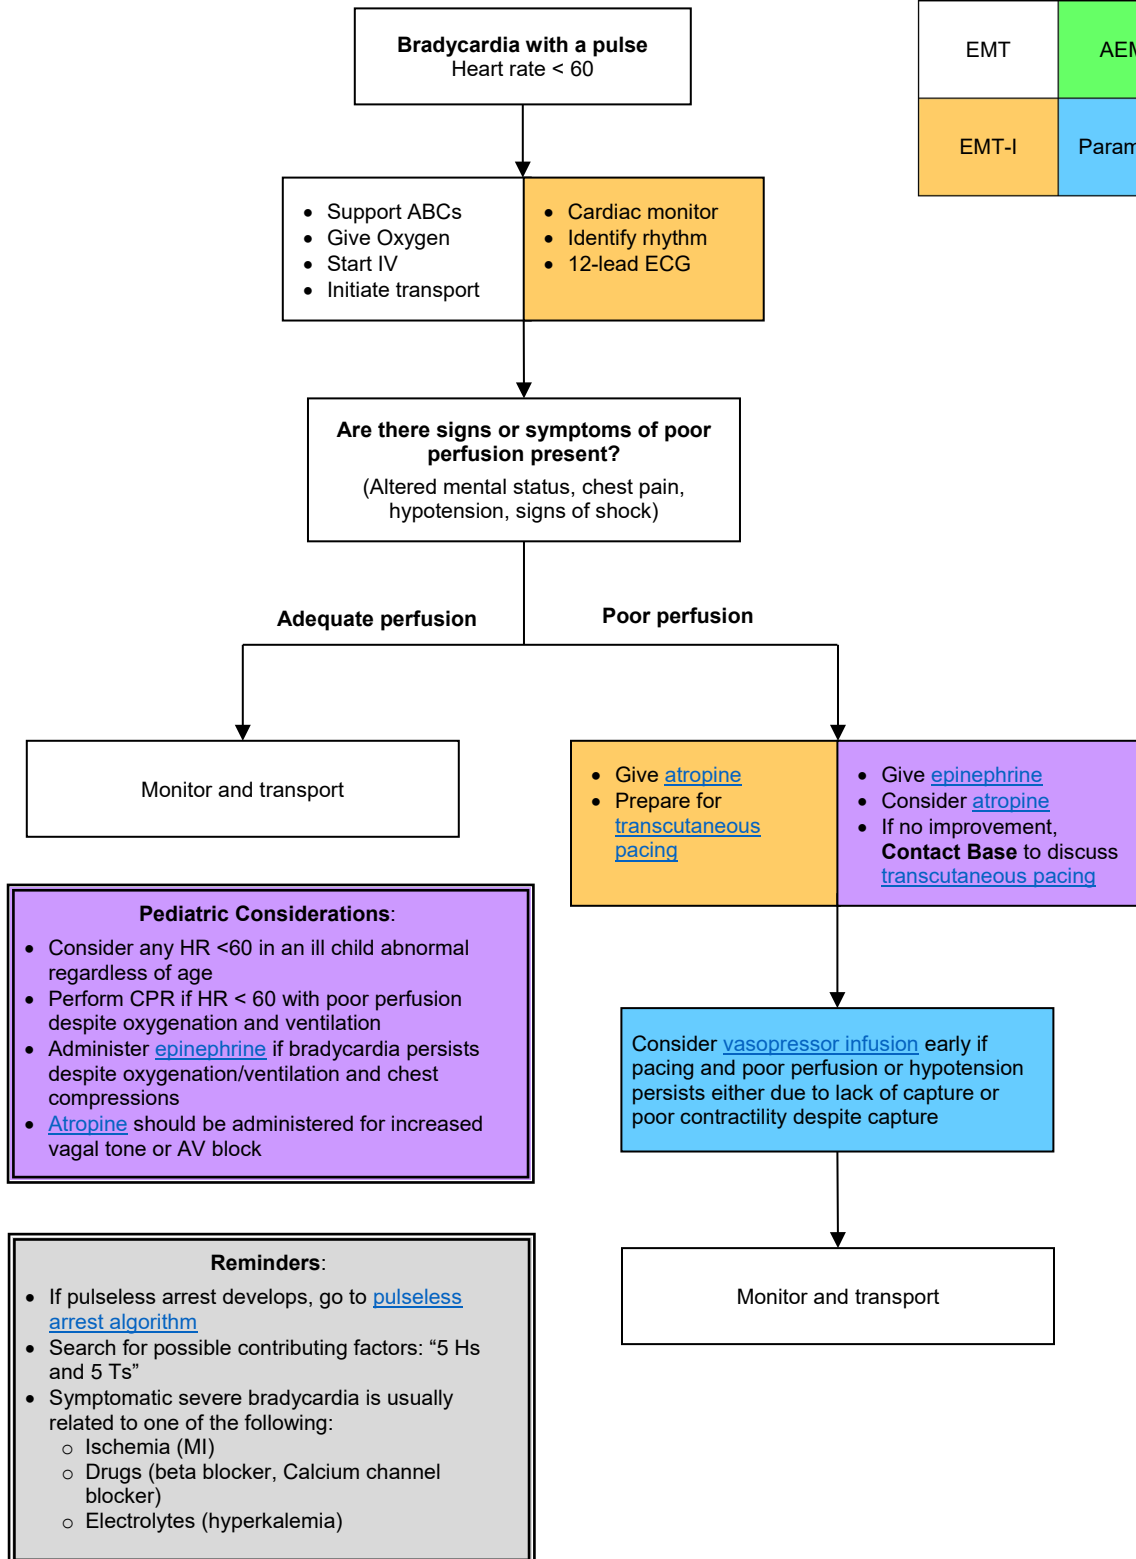 Bradycardia with a pulse
Heart rate < 60
EMT
AEM
EMT-I
Param
• Support ABCs
• Give Oxygen
• Start IV
• Initiate transport
• Cardiac monitor
• Identify rhythm
• 12-lead ECG
Are there signs or symptoms of poor
perfusion present?
(Altered mental status, chest pain,
hypotension, signs of shock)
Adequate perfusion
Poor perfusion
Monitor and transport
• Give atropine
• Prepare for
transcutaneous
pacing
• Give epinephrine
• Consider atropine
• If no improvement,
Contact Base to discuss
transcutaneous pacing
Pediatric Considerations:
• Consider any HR <60 in an ill child abnormal
regardless of age
• Perform CPR if HR < 60 with poor perfusion
despite oxygenation and ventilation
• Administer epinephrine if bradycardia persists
despite oxygenation/ventilation and chest
compressions
• Atropine should be administered for increased
vagal tone or AV block
Consider vasopressor infusion early if
pacing and poor perfusion or hypotension
persists either due to lack of capture or
poor contractility despite capture
Monitor and transport
Reminders:
• If pulseless arrest develops, go to pulseless
arrest algorithm
• Search for possible contributing factors: “5 Hs
and 5 Ts”
• Symptomatic severe bradycardia is usually
related to one of the following:
o Ischemia (MI)
o Drugs (beta blocker, Calcium channel
blocker)
o Electrolytes (hyperkalemia)